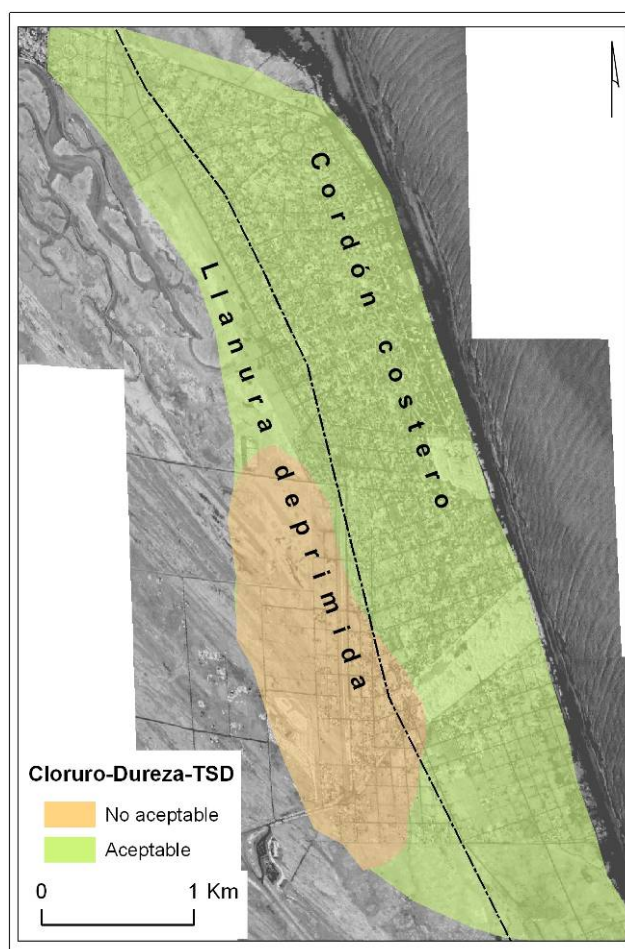 Cordón costero
Llanura deprimida
Cloruro-Dureza-TSD
No aceptable
Aceptable
0 1 Km